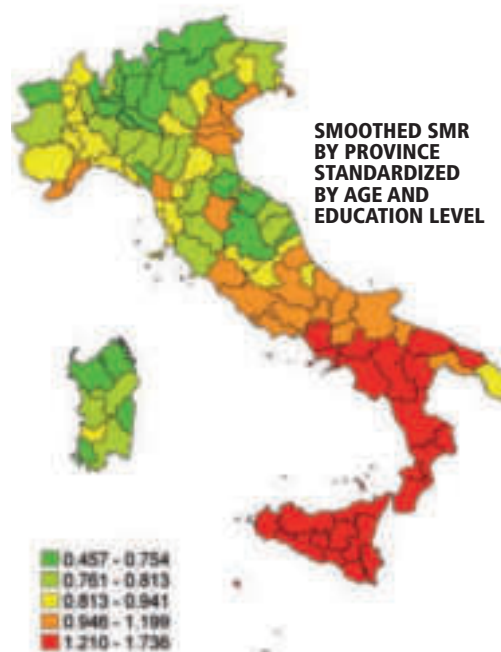 SMOOTHED SMR
BY PROVINCE
STANDARDIZED
BY AGE AND
EDUCATION LEVEL
0.457 - 0.754
0.761 - 0.813
0.813 - 0.941
0.946 - 1.199
1.210 - 1.736